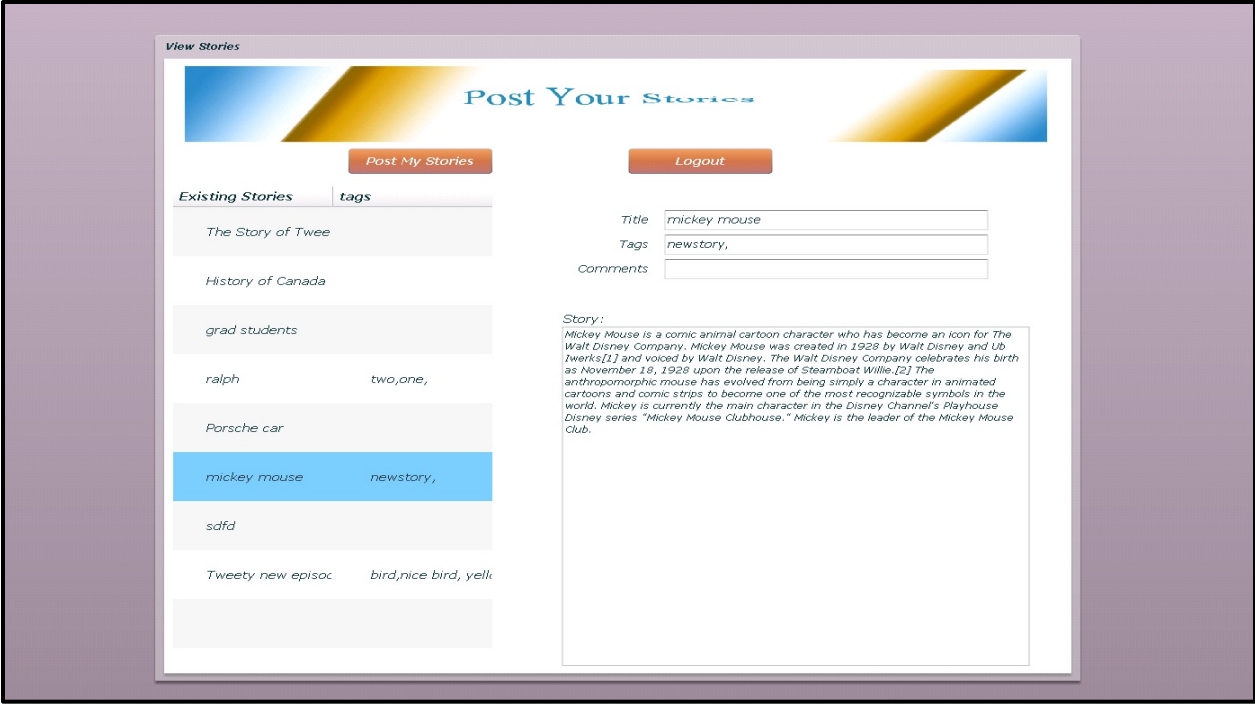 View Stories
Post Your Stories
Post My Stories
Logout
Existing Stories tags
The Story of Twee
History of Canada
grad students
ralph two,one,
Porsche car
mickey mouse newstory,
sdfd
Tweety new episoc bird,nice bird, yell
Title mickey mouse
Tags newstory,
Comments
Story:
Mickey Mouse is a comic animal cartoon character who has become an icon for The
Walt Disney Company. Mickey Mouse was created in 1928 by Walt Disney and Ub
Iwerks[1] and voiced by Walt Disney. The Walt Disney Company celebrates his birth
as November 18, 1928 upon the release of Steamboat Willie.[2] The
anthropomorphic mouse has evolved from being simply a character in animated
cartoons and comic strips to become one of the most recognizable symbols in the
world. Mickey is currently the main character in the Disney Channel's Playhouse
Disney series "Mickey Mouse Clubhouse." Mickey is the leader of the Mickey Mouse
Club.